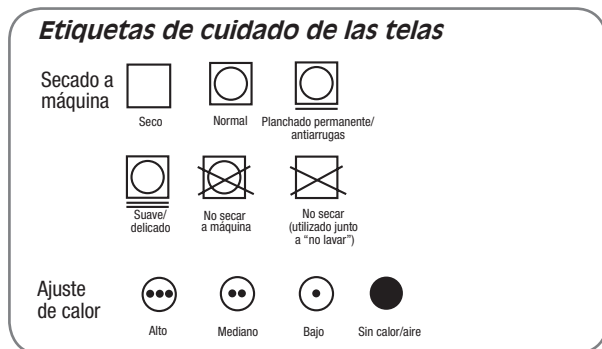 Etiquetas de cuidado de las telas
Secado a
máquina
Seco
Normal
Planchado permanente/
antiarrugas
Suave/
delicado
No secar
a máquina
No secar
(utilizado junto
a “no lavar”)
Ajuste
de calor
Alto
Mediano
Bajo
Sin calor/aire